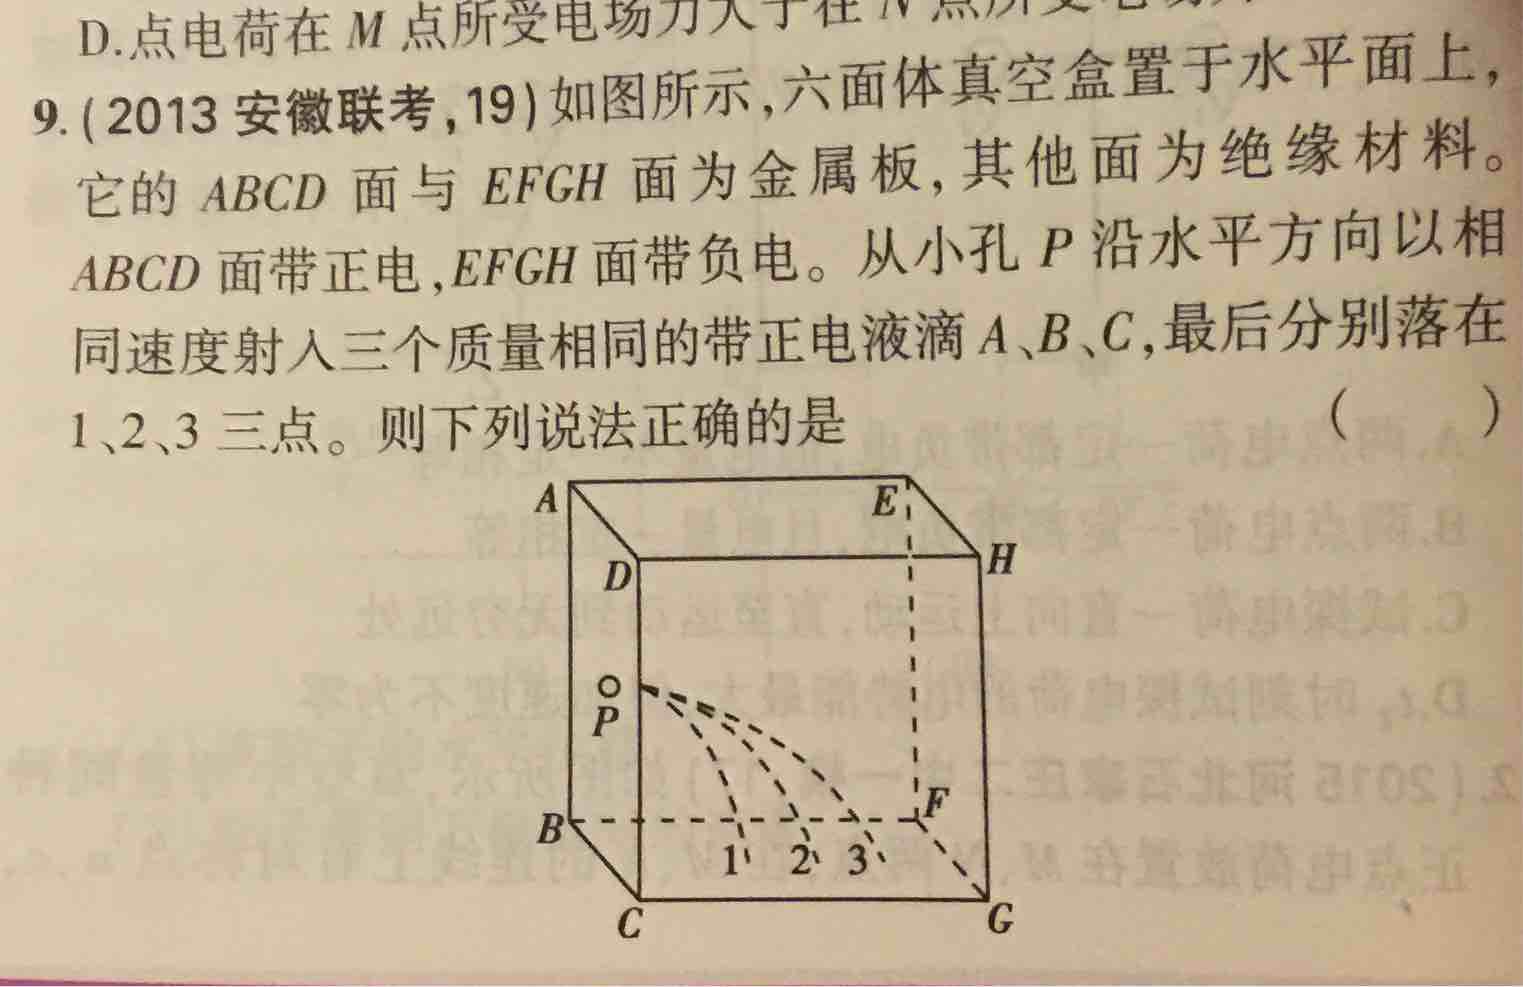 D.点电荷在 M 点所受电场力大于在 N 点所受电场力
9.(2013 安徽联考,19)如图所示,六面体真空盒置于水平面上,
它的 ABCD 面与 EFGH 面为金属板,其他面为绝缘材料。
ABCD 面带正电,EFGH 面带负电。从小孔 P 沿水平方向以相
同速度射入三个质量相同的带正电液滴 A、B、C,最后分别落在
1、2、3 三点。则下列说法正确的是 ( )
A
E
D
H
P
B
F
1 2 3
C
G